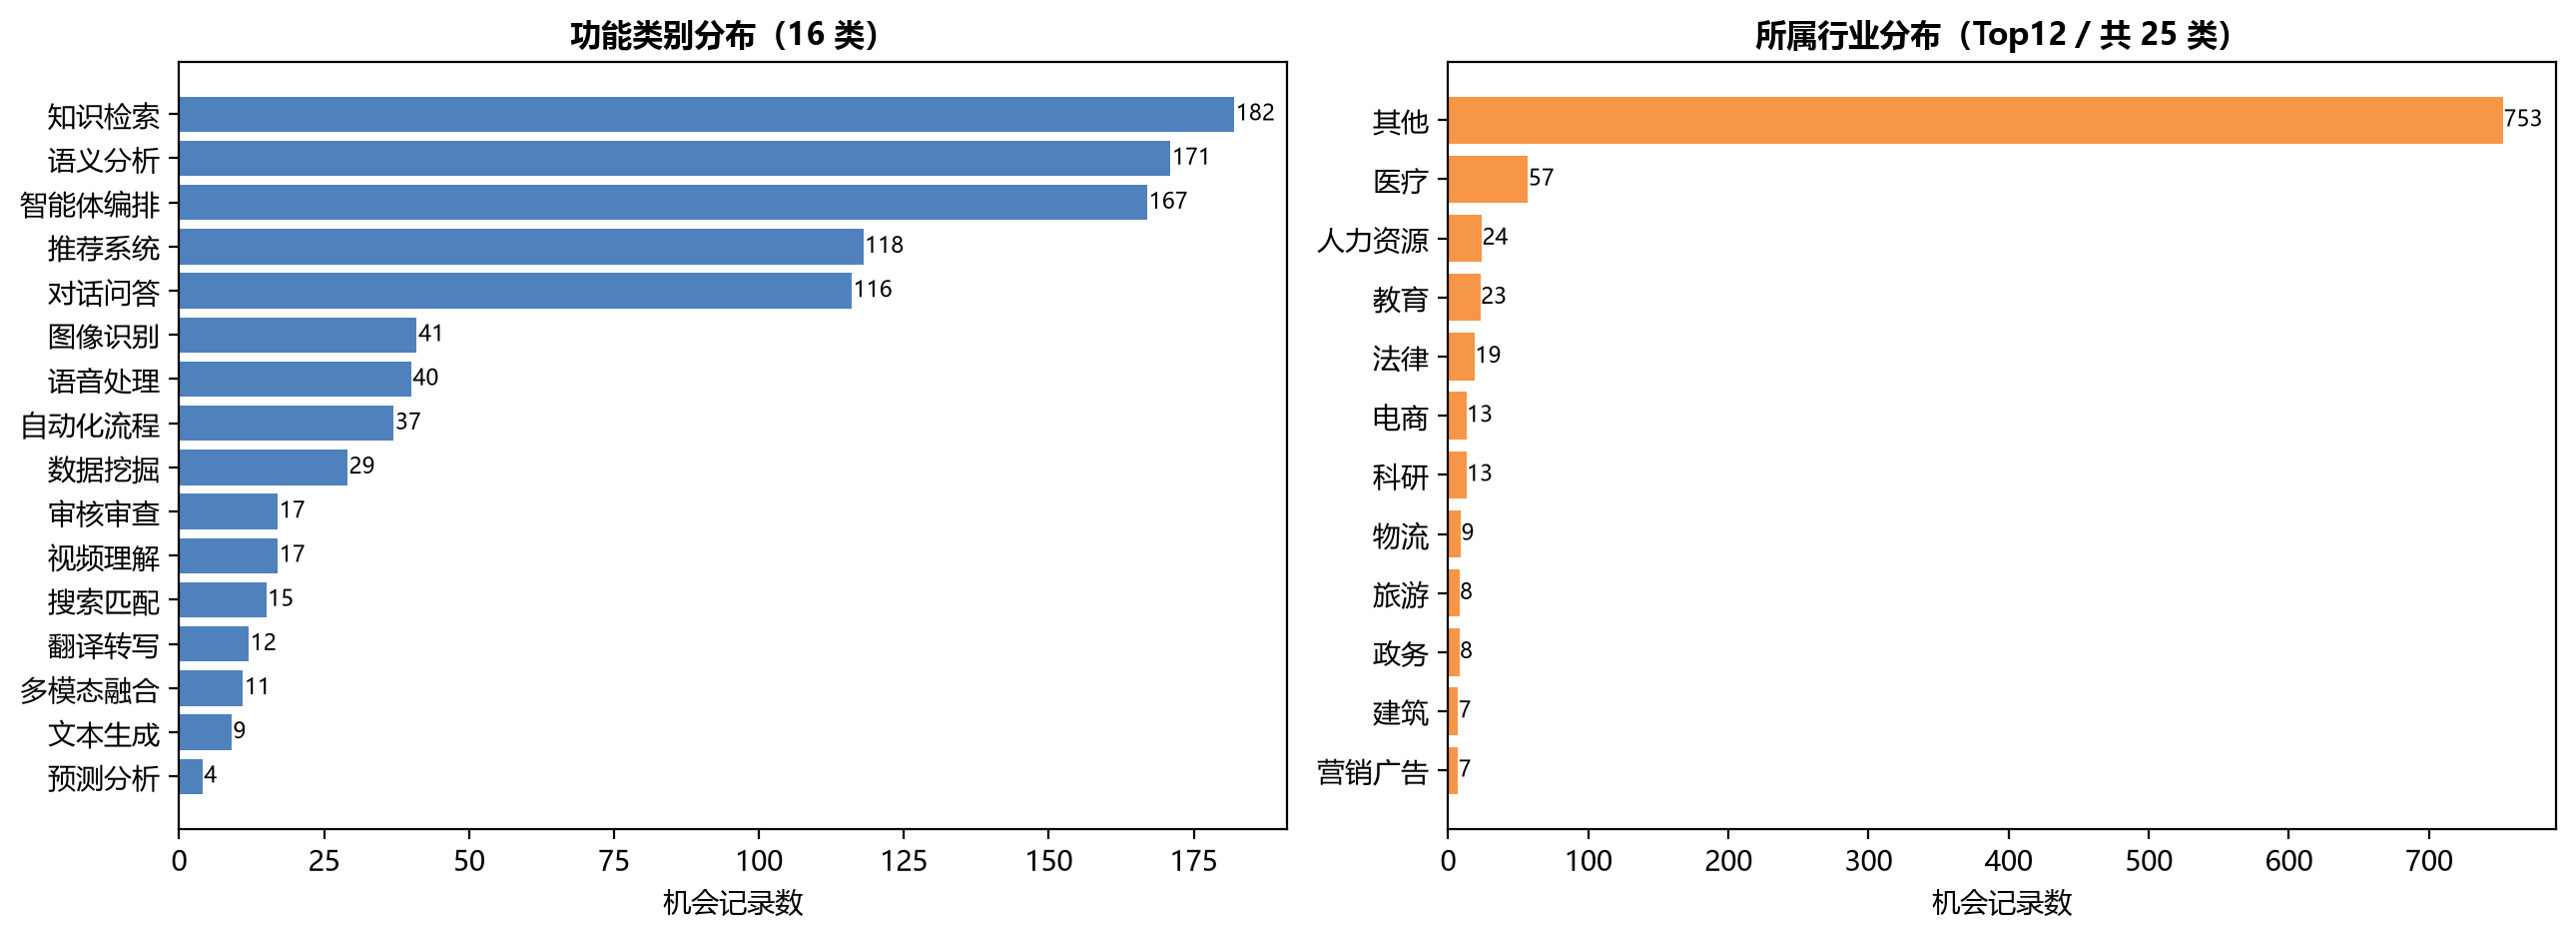 功能类别分布（16 类）
知识检索 182
语义分析 171
智能体编排 167
推荐系统 118
对话问答 116
图像识别 41
语音处理 40
自动化流程 37
数据挖掘 29
审核审查 17
视频理解 17
搜索匹配 15
翻译转写 12
多模态融合 11
文本生成 9
预测分析 4
0 25 50 75 100 125 150 175
机会记录数
所属行业分布（Top12 / 共 25 类）
其他 753
医疗 57
人力资源 24
教育 23
法律 19
电商 13
科研 13
物流 9
旅游 8
政务 8
建筑 7
营销广告 7
0 100 200 300 400 500 600 700
机会记录数